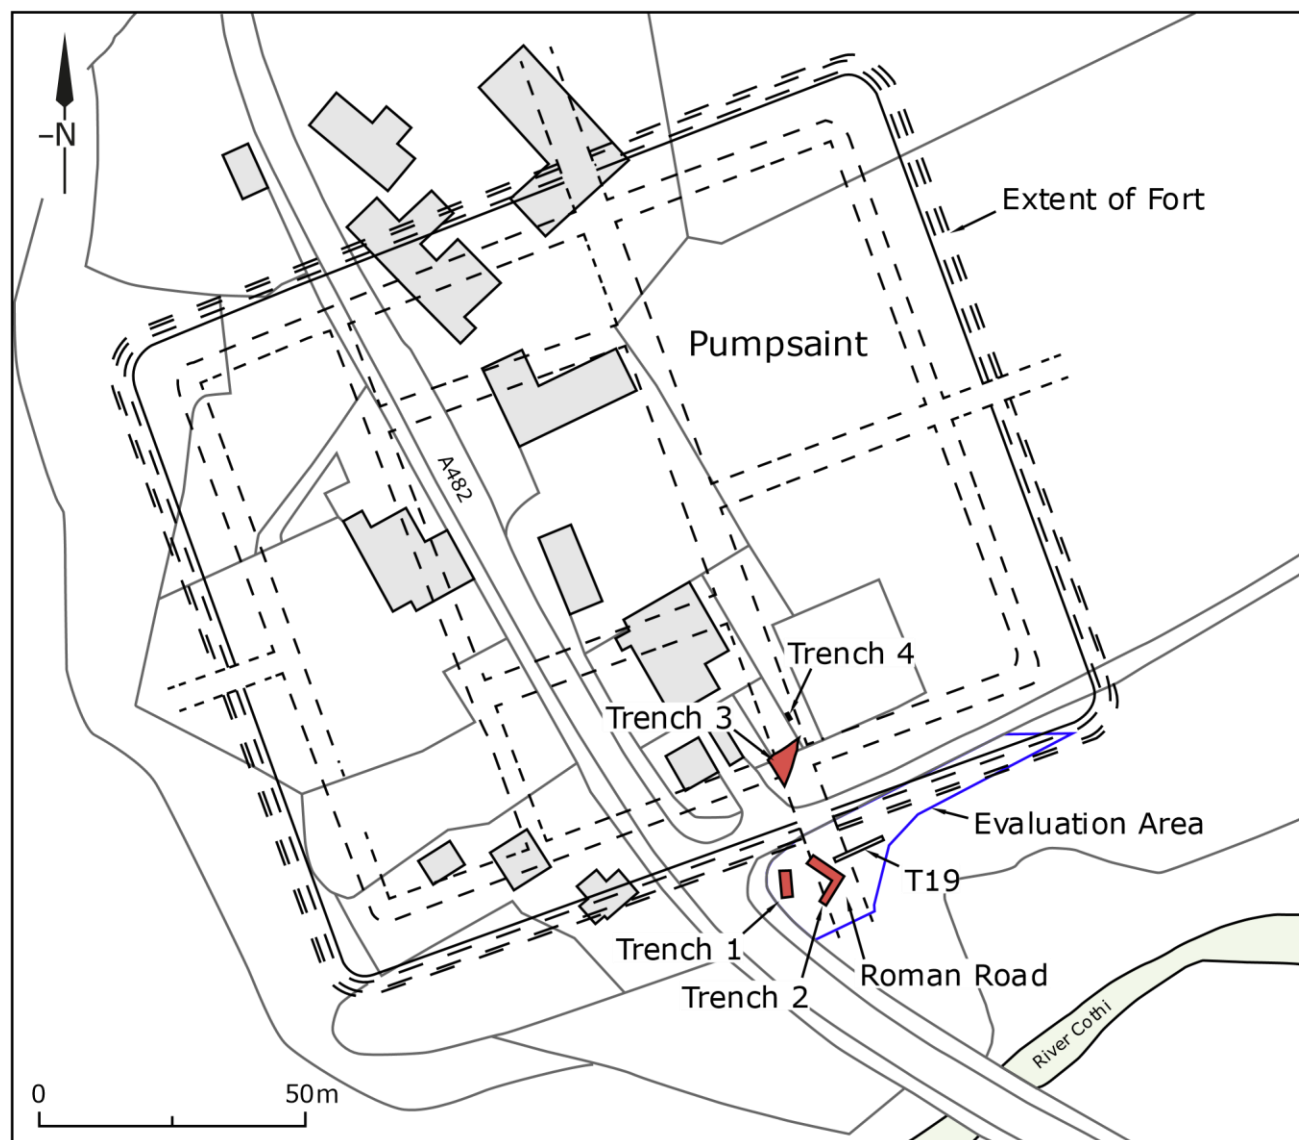 -N
Extent of Fort
Pumpsaint
A482
Trench 4
Trench 3
Evaluation Area
T19
Trench 1
Roman Road
Trench 2
River Cothi
0 50m